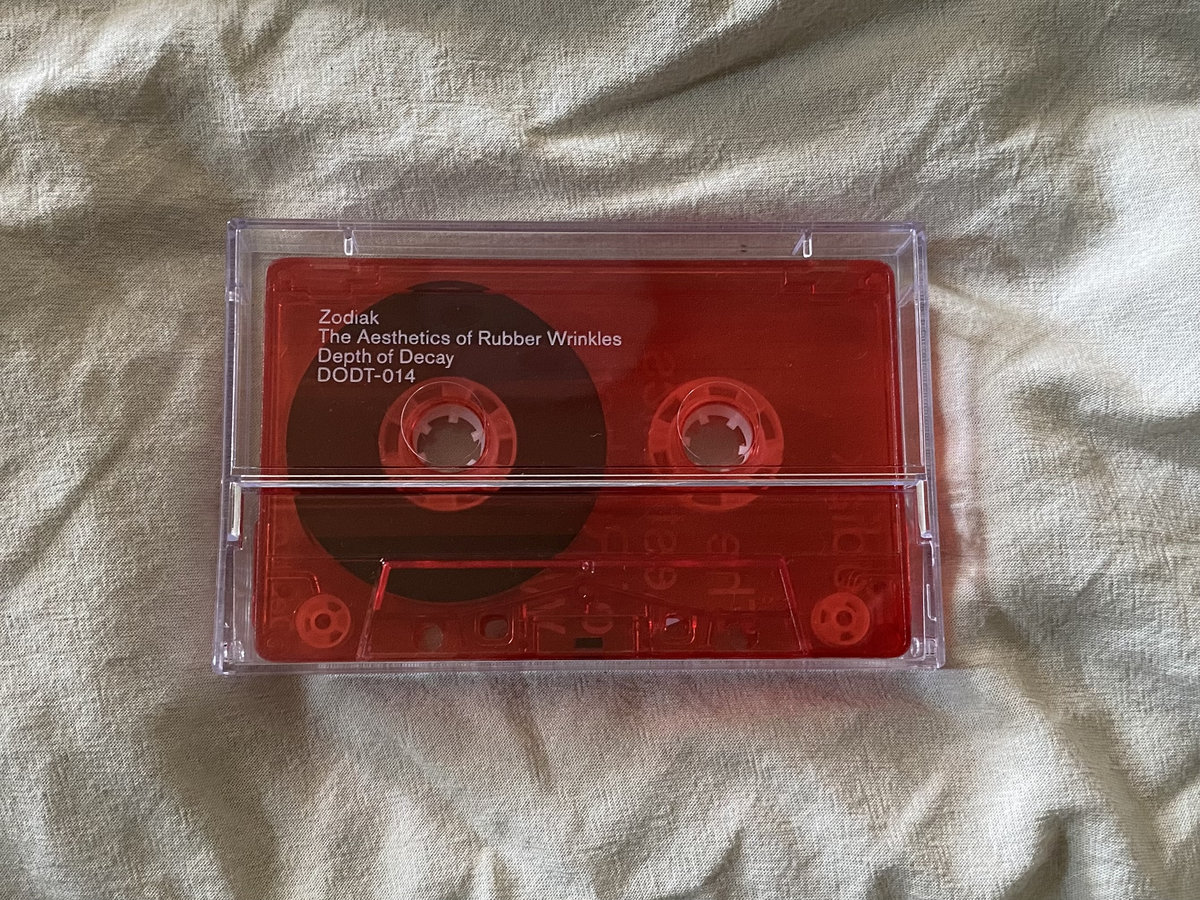 Zodiak
The Aesthetics of Rubber Wrinkles
Depth of Decay
DODT-014